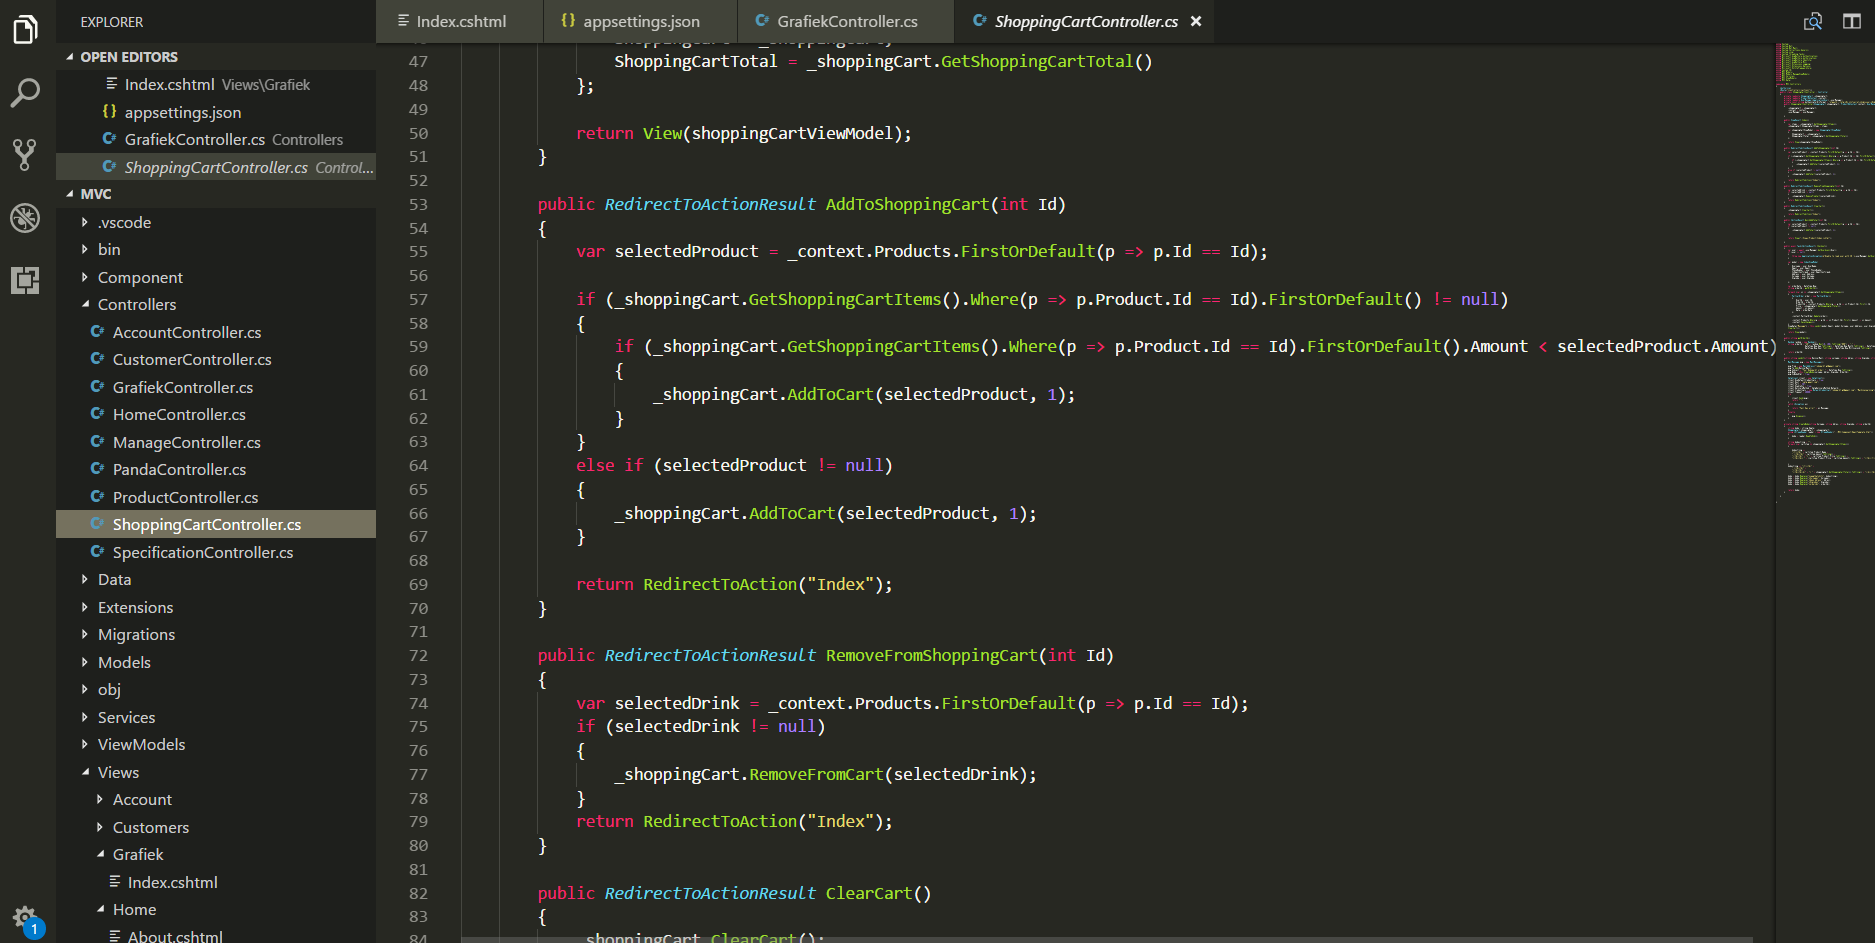 EXPLORER
OPEN EDITORS
Index.cshtml Views\Grafiek
appsettings.json
GrafiekController.cs Controllers
ShoppingCartController.cs Control...
MVC
.vscode
bin
Component
Controllers
AccountController.cs
CustomerController.cs
GrafiekController.cs
HomeController.cs
ManageController.cs
PandaController.cs
ProductController.cs
ShoppingCartController.cs
SpecificationController.cs
Data
Extensions
Migrations
Models
obj
Services
ViewModels
Views
Account
Customers
Grafiek
Index.cshtml
Home
About.cshtml
1
Index.cshtml
appsettings.json
GrafiekController.cs
ShoppingCartController.cs
47 ShoppingCartTotal = _shoppingCart.GetShoppingCartTotal()
48 };
49
50 return View(shoppingCartViewModel);
51 }
52
53 public RedirectToActionResult AddToShoppingCart(int Id)
54 {
55 var selectedProduct = _context.Products.FirstOrDefault(p => p.Id == Id);
56
57 if (_shoppingCart.GetShoppingCartItems().Where(p => p.Product.Id == Id).FirstOrDefault() != null)
58 {
59 if (_shoppingCart.GetShoppingCartItems().Where(p => p.Product.Id == Id).FirstOrDefault().Amount < selectedProduct.Amount)
60 {
61 _shoppingCart.AddToCart(selectedProduct, 1);
62 }
63 }
64 else if (selectedProduct != null)
65 {
66 _shoppingCart.AddToCart(selectedProduct, 1);
67 }
68
69 return RedirectToAction("Index");
70 }
71
72 public RedirectToActionResult RemoveFromShoppingCart(int Id)
73 {
74 var selectedDrink = _context.Products.FirstOrDefault(p => p.Id == Id);
75 if (selectedDrink != null)
76 {
77 _shoppingCart.RemoveFromCart(selectedDrink);
78 }
79 return RedirectToAction("Index");
80 }
81
82 public RedirectToActionResult ClearCart()
83 {
84 _shoppingCart.ClearCart();